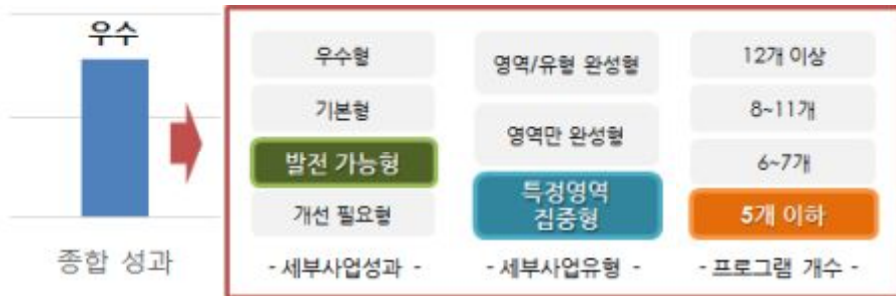 우수
종합 성과
우수형
기본형
발전 가능형
개선 필요형
- 세부사업성과 -
영역/유형 완성형
영역만 완성형
특정영역
집중형
- 세부사업유형 -
12개 이상
8~11개
6~7개
5개 이하
- 프로그램 개수 -